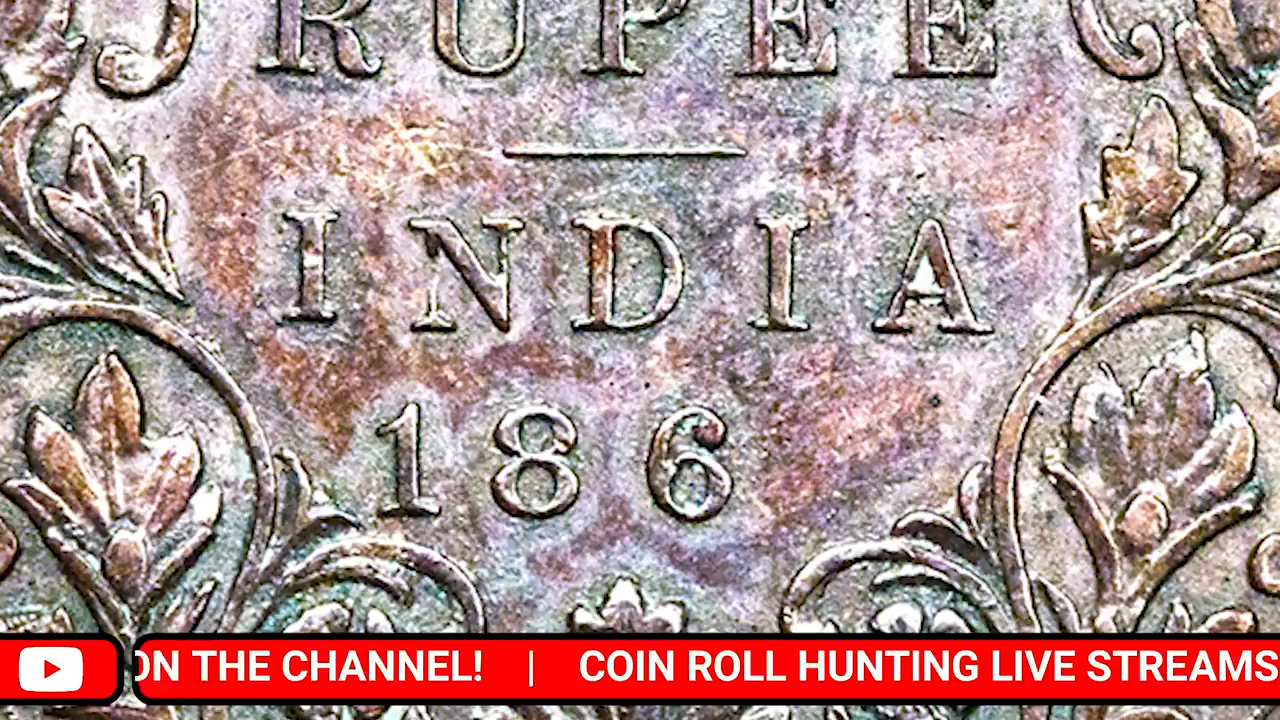 RUPEE
INDIA
186
ON THE CHANNEL! | COIN ROLL HUNTING LIVE STREAMS